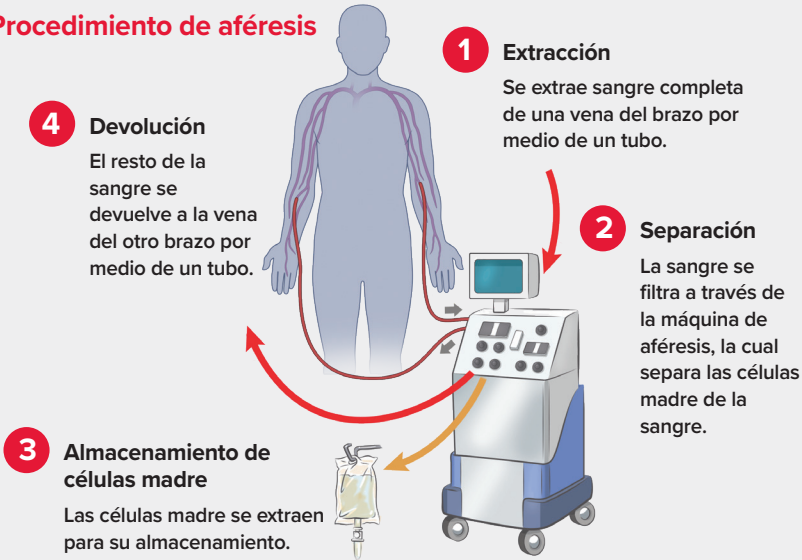 Procedimiento de aféresis
1
Extracción
Se extrae sangre completa
de una vena del brazo por
medio de un tubo.
2
Separación
La sangre se
filtra a través de
la máquina de
aféresis, la cual
separa las células
madre de la
sangre.
3
Almacenamiento de
células madre
Las células madre se extraen
para su almacenamiento.
4
Devolución
El resto de la
sangre se
devuelve a la vena
del otro brazo por
medio de un tubo.